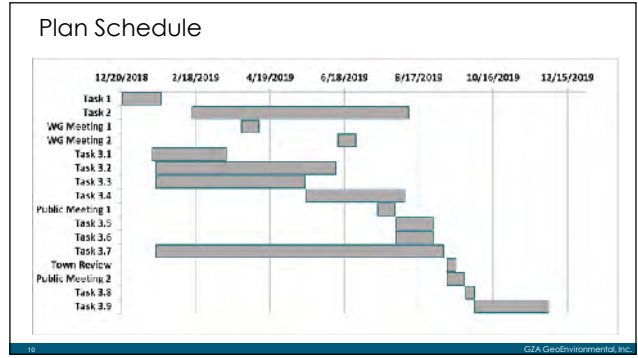 Plan Schedule
12/20/2018 2/18/2019 4/19/2019 6/18/2019 8/17/2019 10/16/2019 12/15/2019
Task 1
Task 2
WG Meeting 1
WG Meeting 2
Task 3.1
Task 3.2
Task 3.3
Task 3.4
Public Meeting 1
Task 3.5
Task 3.6
Task 3.7
Town Review
Public Meeting 2
Task 3.8
Task 3.9
10 GZA GeoEnvironmental, Inc.